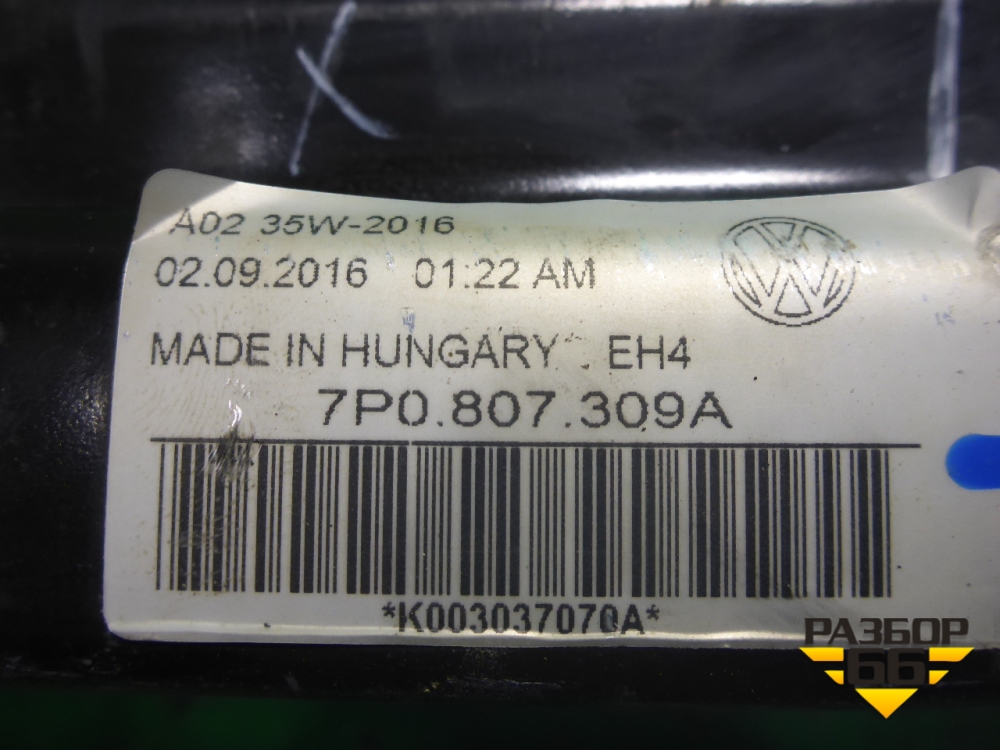 A02 35W-2016
02.09.2016 01:22 AM
MADE IN HUNGARY EH4
7P0.807.309A
*K003037070A*
РАЗБОР
66